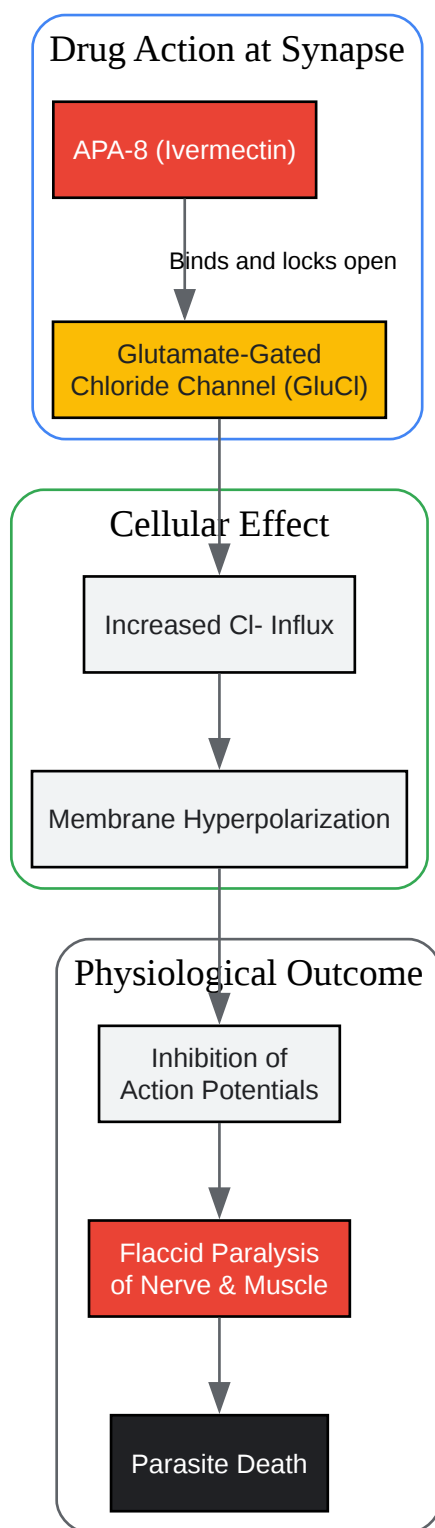 Drug Action at Synapse
APA-8 (Ivermectin)
Binds and locks open
Glutamate-Gated
Chloride Channel (GluCl)
Cellular Effect
Increased Cl- Influx
Membrane Hyperpolarization
Physiological Outcome
Inhibition of
Action Potentials
Flaccid Paralysis
of Nerve & Muscle
Parasite Death